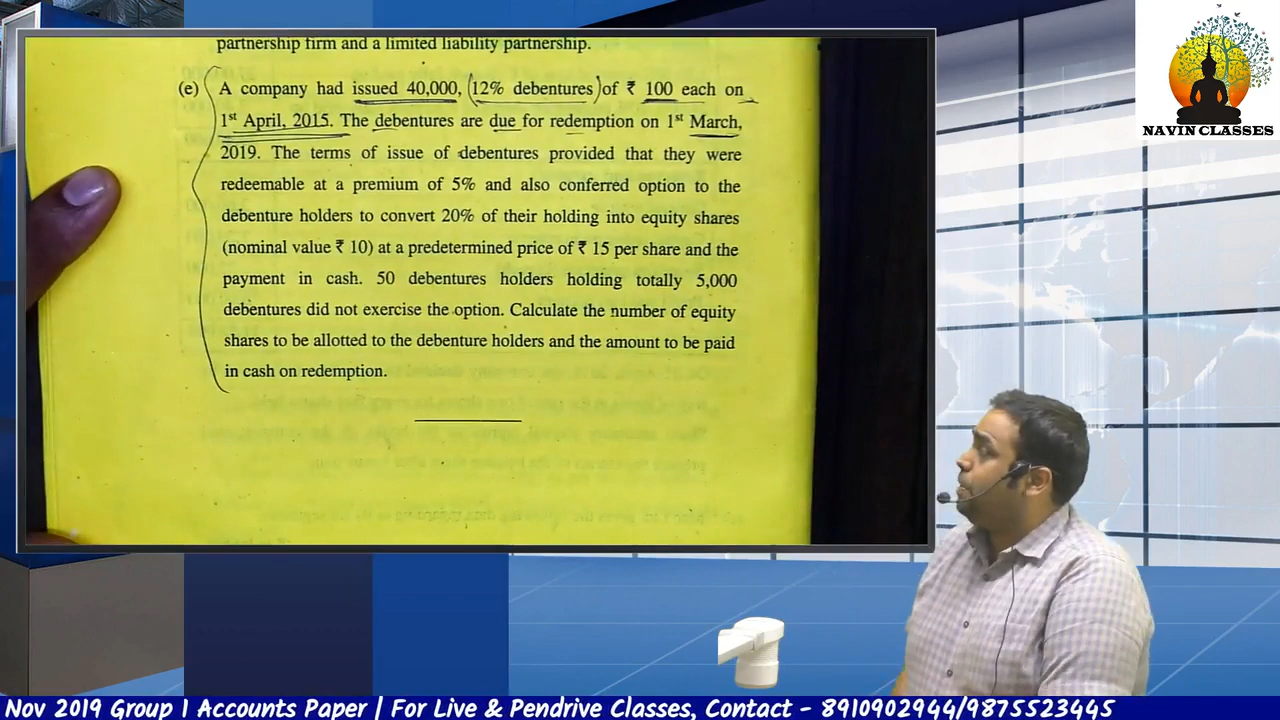 partnership firm and a limited liability partnership.
(e) A company had issued 40,000, (12% debentures) of ₹ 100 each on
1st April, 2015. The debentures are due for redemption on 1st March,
2019. The terms of issue of debentures provided that they were
redeemable at a premium of 5% and also conferred option to the
debenture holders to convert 20% of their holding into equity shares
(nominal value ₹ 10) at a predetermined price of ₹ 15 per share and the
payment in cash. 50 debentures holders holding totally 5,000
debentures did not exercise the option. Calculate the number of equity
shares to be allotted to the debenture holders and the amount to be paid
in cash on redemption.
NAVIN CLASSES
Nov 2019 Group 1 Accounts Paper | For Live & Pendrive Classes, Contact - 8910902944/9875523445